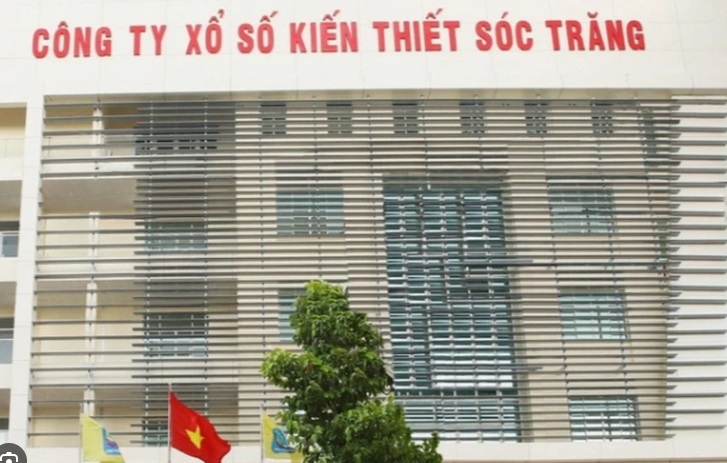 CÔNG TY XỔ SỐ KIẾN THIẾT SÓC TRĂNG